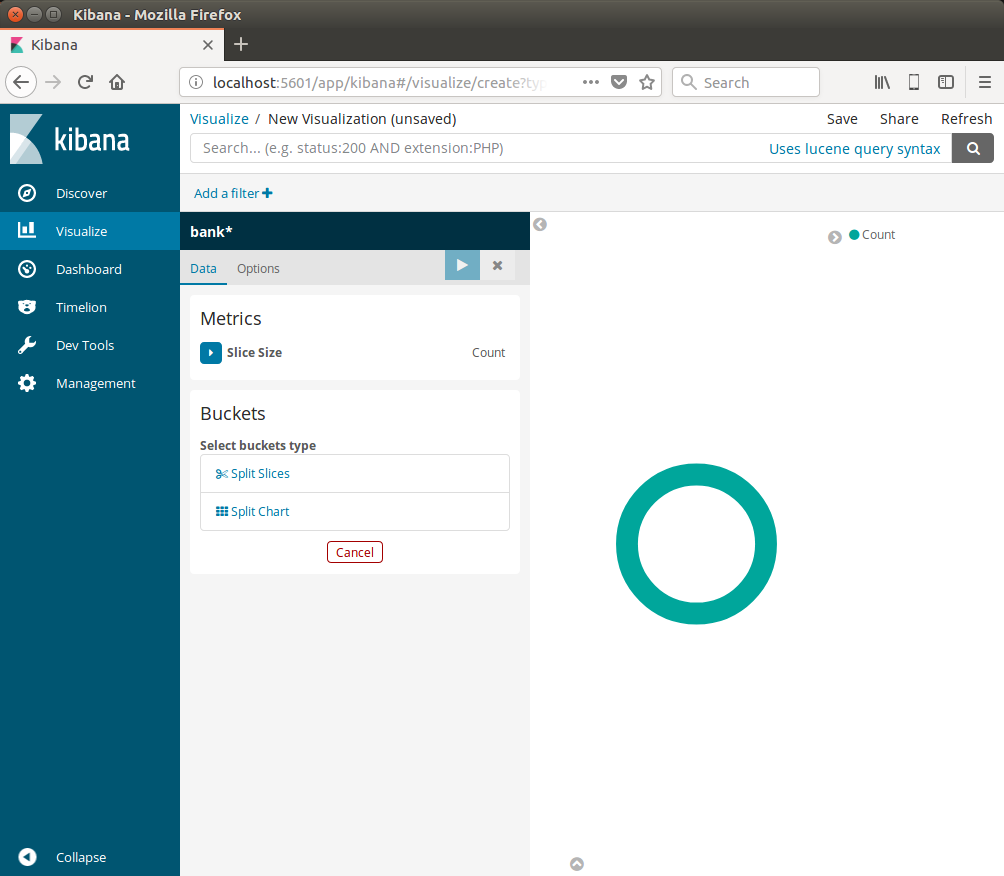 Kibana - Mozilla Firefox
Kibana
localhost:5601/app/kibana#/visualize/create?typ
Search
kibana
Visualize / New Visualization (unsaved)
Save Share Refresh
Search... (e.g. status:200 AND extension:PHP)
Uses lucene query syntax
Add a filter
Discover
Visualize
Dashboard
Timelion
Dev Tools
Management
Collapse
bank*
Data Options
Metrics
Slice Size Count
Buckets
Select buckets type
Split Slices
Split Chart
Cancel
Count